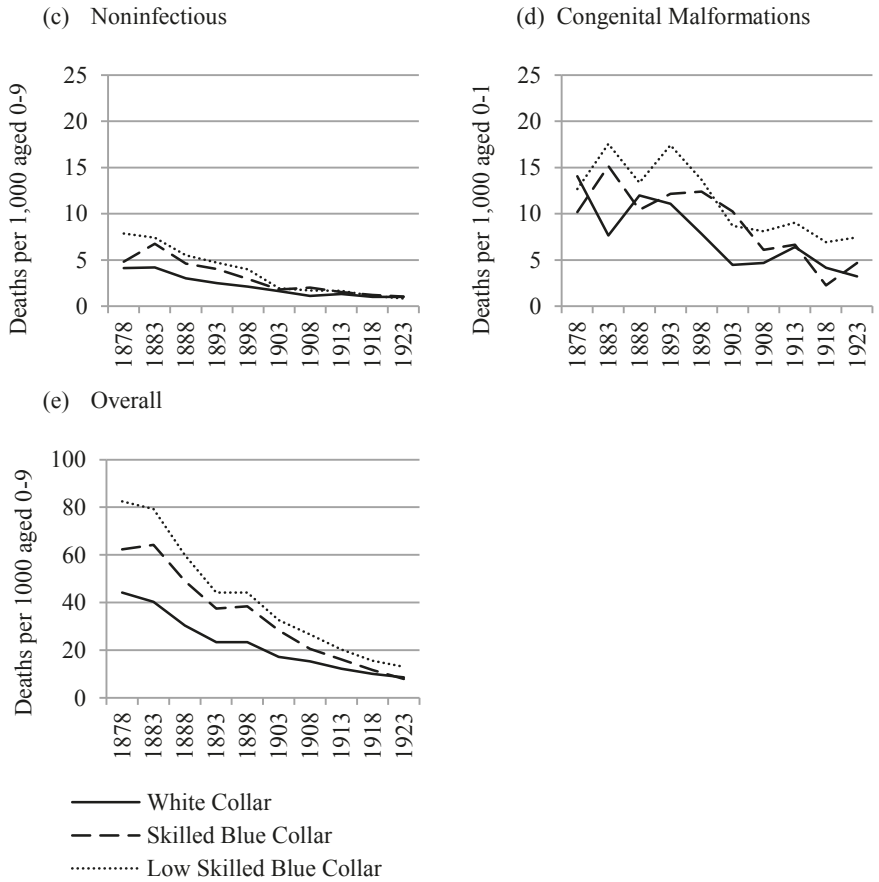 (c) Noninfectious
Deaths per 1,000 aged 0-9
25
20
15
10
5
0
1878 1883 1888 1893 1898 1903 1908 1913 1918 1923
(d) Congenital Malformations
Deaths per 1,000 aged 0-1
25
20
15
10
5
0
1878 1883 1888 1893 1898 1903 1908 1913 1918 1923
(e) Overall
Deaths per 1000 aged 0-9
100
80
60
40
20
0
1878 1883 1888 1893 1898 1903 1908 1913 1918 1923
White Collar
Skilled Blue Collar
Low Skilled Blue Collar